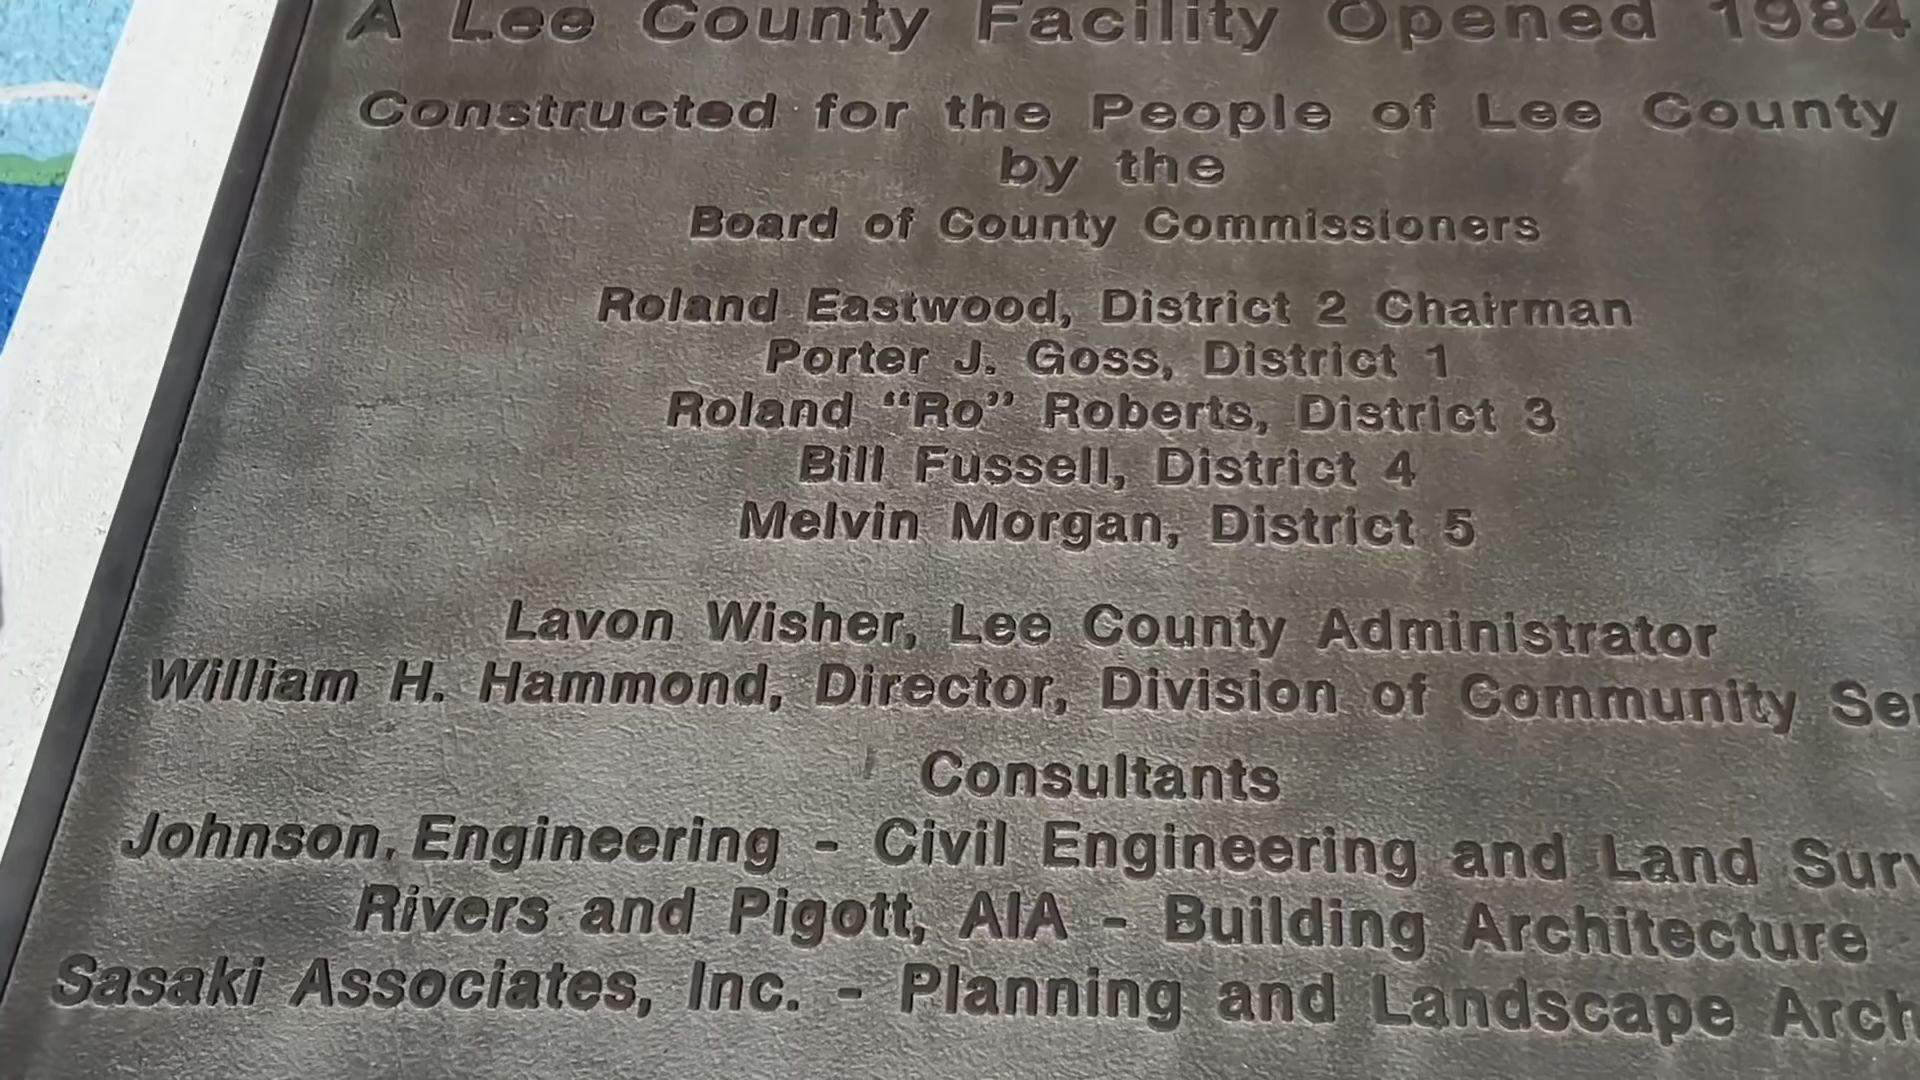 A Lee County Facility Opened 1984
Constructed for the People of Lee County
by the
Board of County Commissioners
Roland Eastwood, District 2 Chairman
Porter J. Goss, District 1
Roland “Ro” Roberts, District 3
Bill Fussell, District 4
Melvin Morgan, District 5
Lavon Wisher, Lee County Administrator
William H. Hammond, Director, Division of Community
Consultants
Johnson, Engineering - Civil Engineering and Land
Rivers and Pigott, AIA - Building Architecture
Sasaki Associates, Inc. - Planning and Landscape